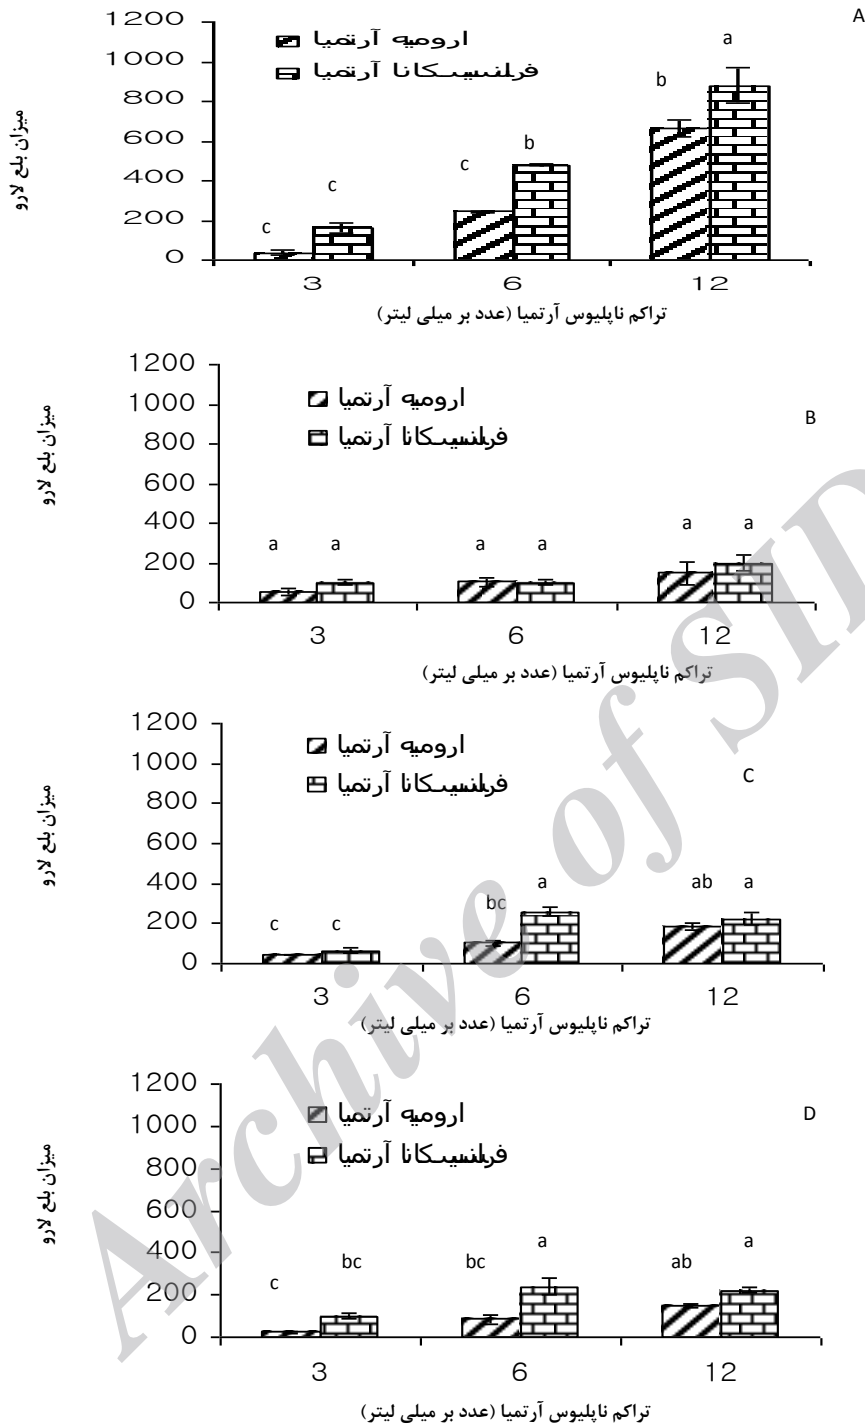 A
1200
1000
800
600
400
200
0
ارومیه آرتمیا
فرانسیسکانا آرتمیا
c c c b b a
3 6 12
میزان بلع لارو
تراکم ناپلیوس آرتمیا (عدد بر میلی لیتر)
B
1200
1000
800
600
400
200
0
ارومیه آرتمیا
فرانسیسکانا آرتمیا
a a a a a a
3 6 12
میزان بلع لارو
تراکم ناپلیوس آرتمیا (عدد بر میلی لیتر)
C
1200
1000
800
600
400
200
0
ارومیه آرتمیا
فرانسیسکانا آرتمیا
c c bc a ab a
3 6 12
میزان بلع لارو
تراکم ناپلیوس آرتمیا (عدد بر میلی لیتر)
D
1200
1000
800
600
400
200
0
ارومیه آرتمیا
فرانسیسکانا آرتمیا
c bc bc a ab a
3 6 12
میزان بلع لارو
تراکم ناپلیوس آرتمیا (عدد بر میلی لیتر)
Archive of SID